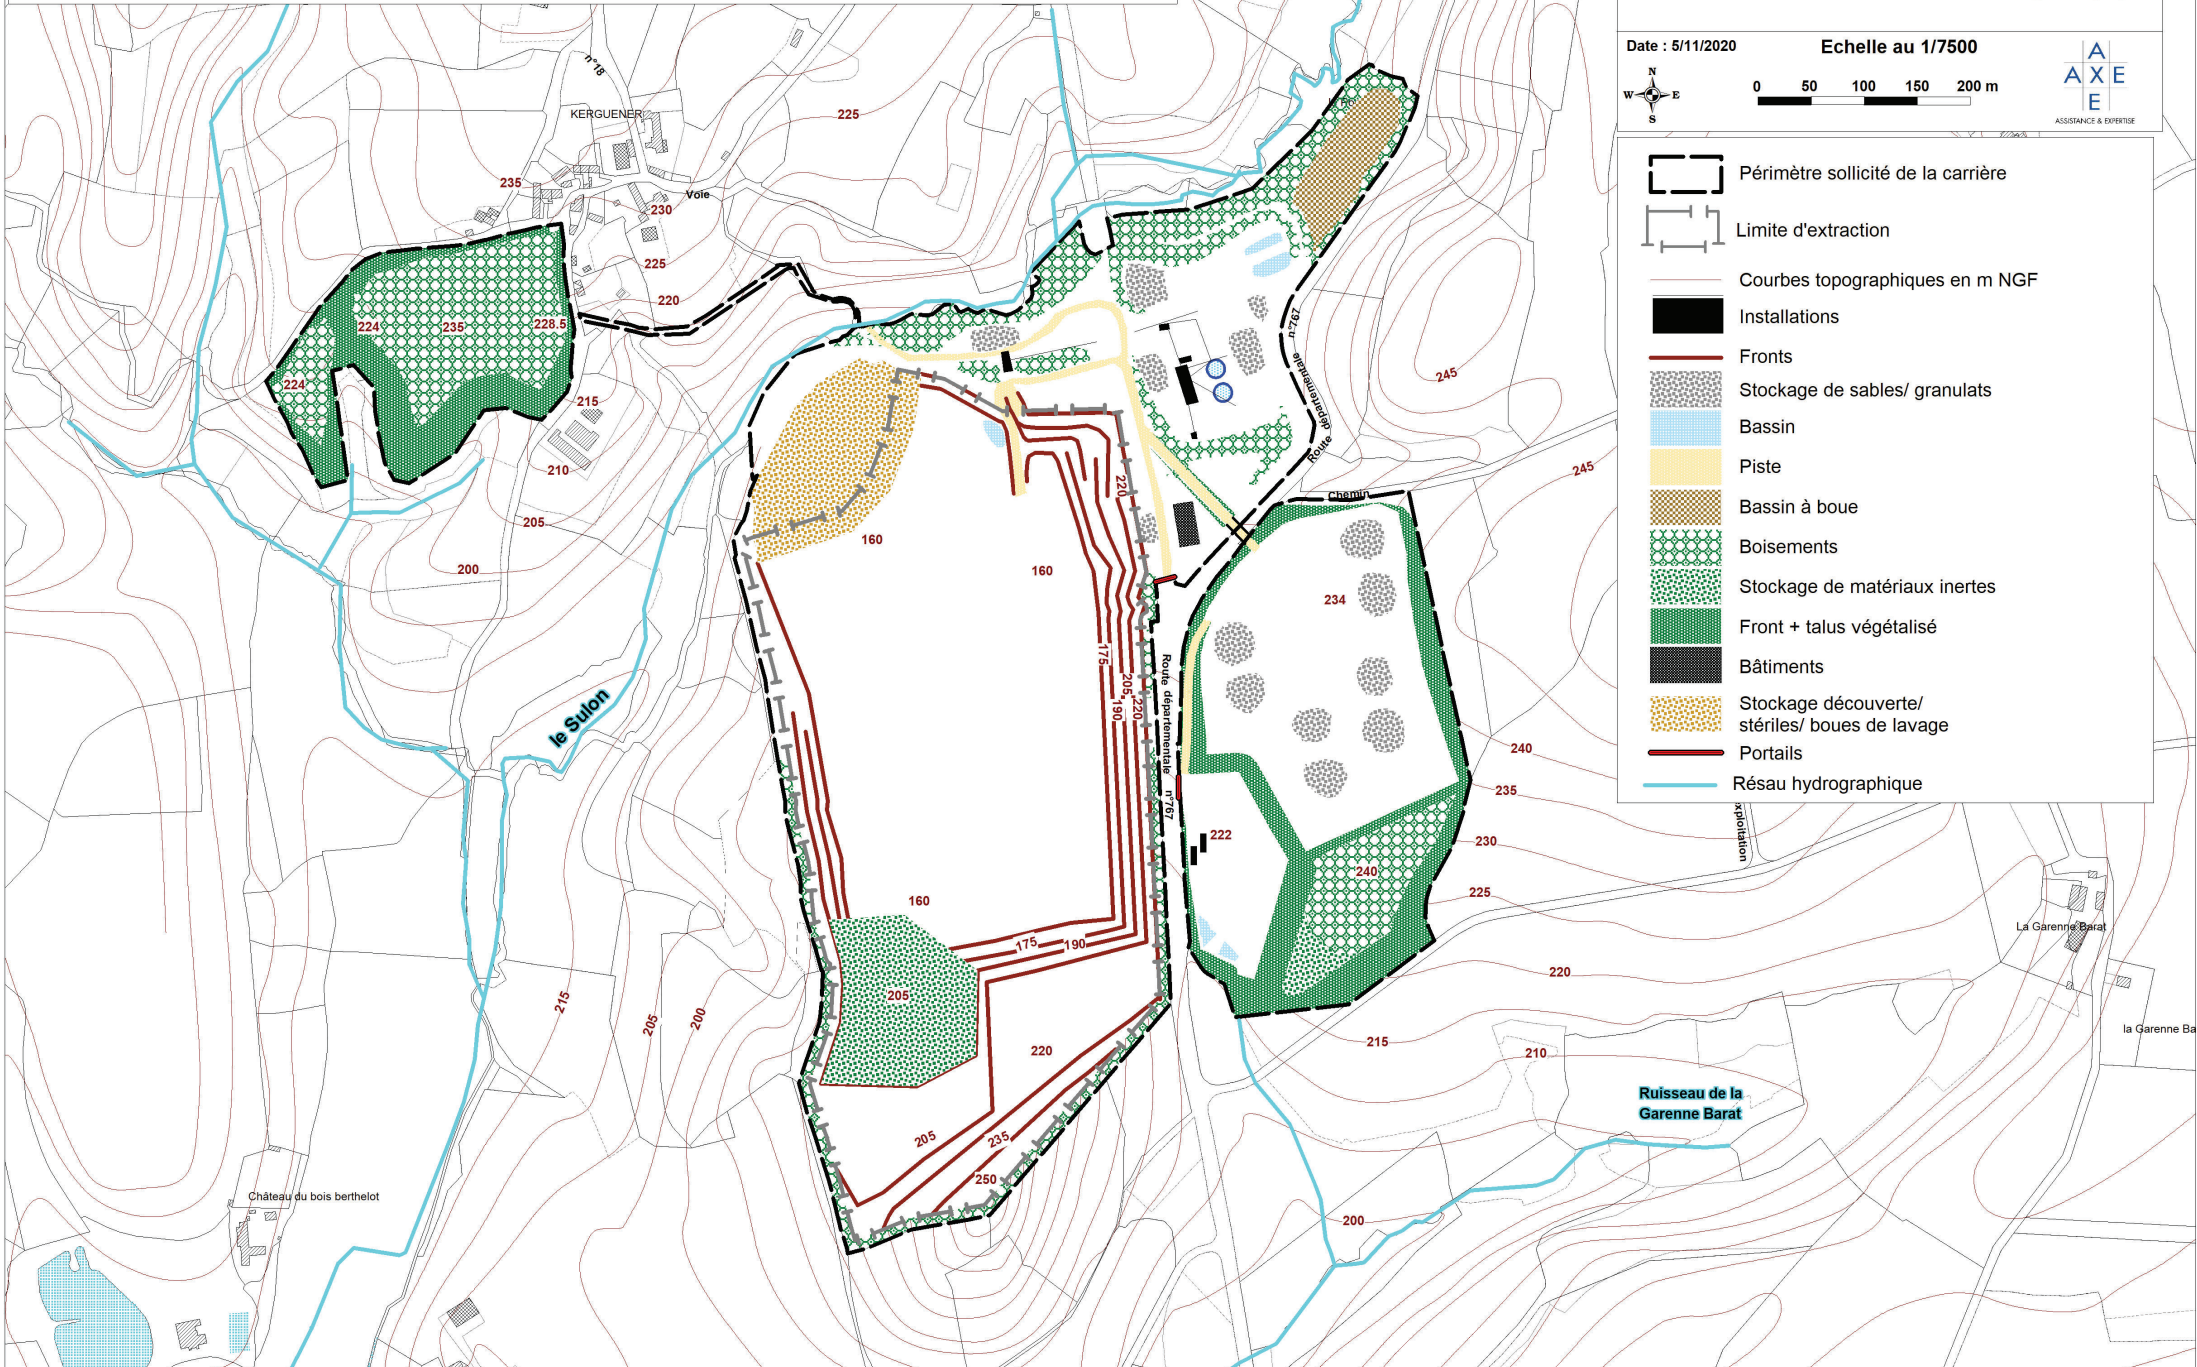 Date : 5/11/2020
Echelle au 1/7500
N
W E
S
0 50 100 150 200 m
A
A X E
E
ASSISTANCE & EXPERTISE
Périmètre sollicité de la carrière
Limite d'extraction
Courbes topographiques en m NGF
Installations
Fronts
Stockage de sables/ granulats
Bassin
Piste
Bassin à boue
Boisements
Stockage de matériaux inertes
Front + talus végétalisé
Bâtiments
Stockage découverte/
stériles/ boues de lavage
Portails
Résau hydrographique
n°18
KERGUENER
Voie
225
235
230
225
220
224
235
228.5
224
215
210
205
200
245
245
n°767
Route départementale
Chemin
220
160
160
234
175
205
190
220
Route départementale n°767
le Sulon
240
235
230
225
222
240
160
175
190
205
220
215
205
200
220
215
210
205
235
250
200
xploitation
La Garenne Barat
la Garenne Ba
Ruisseau de la
Garenne Barat
Château du bois berthelot